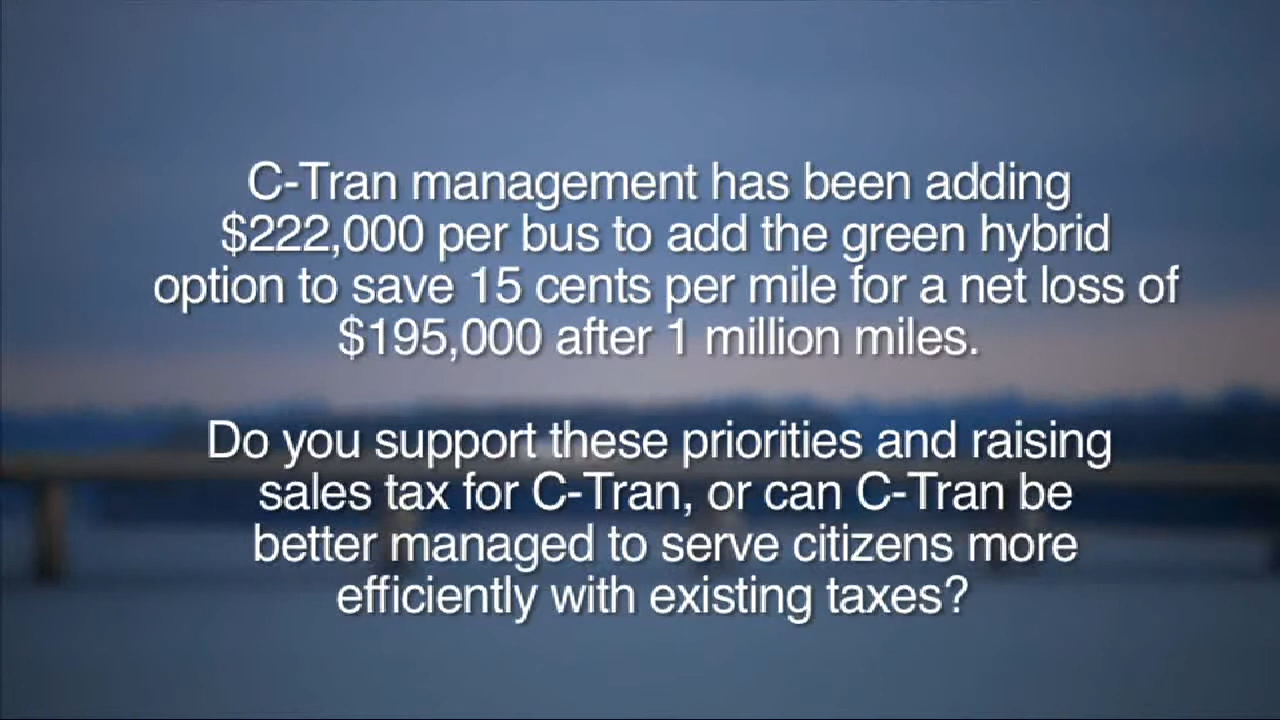 C-Tran management has been adding
$222,000 per bus to add the green hybrid
option to save 15 cents per mile for a net loss of
$195,000 after 1 million miles.
Do you support these priorities and raising
sales tax for C-Tran, or can C-Tran be
better managed to serve citizens more
efficiently with existing taxes?